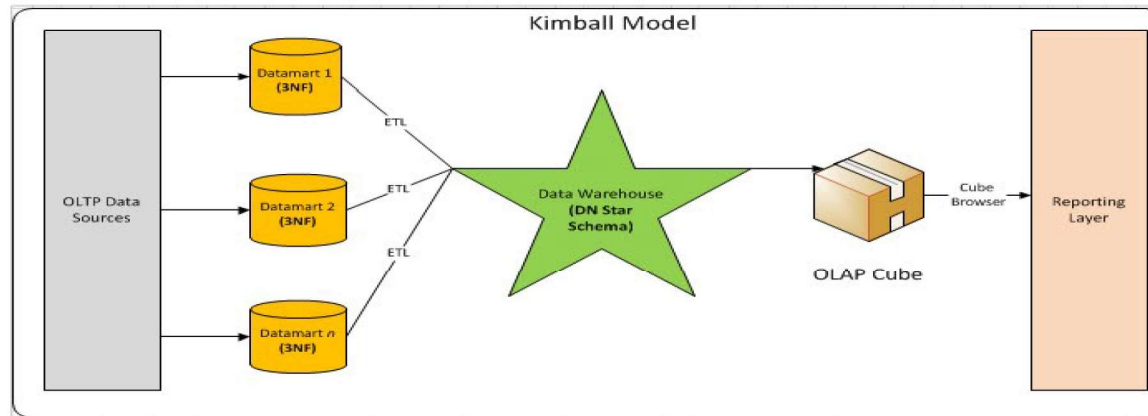 Kimball Model
OLTP Data
Sources
Datamart 1
(3NF)
ETL
Datamart 2
(3NF)
ETL
Datamart n
(3NF)
ETL
Data Warehouse
(DN Star
Schema)
OLAP Cube
Cube
Browser
Reporting
Layer